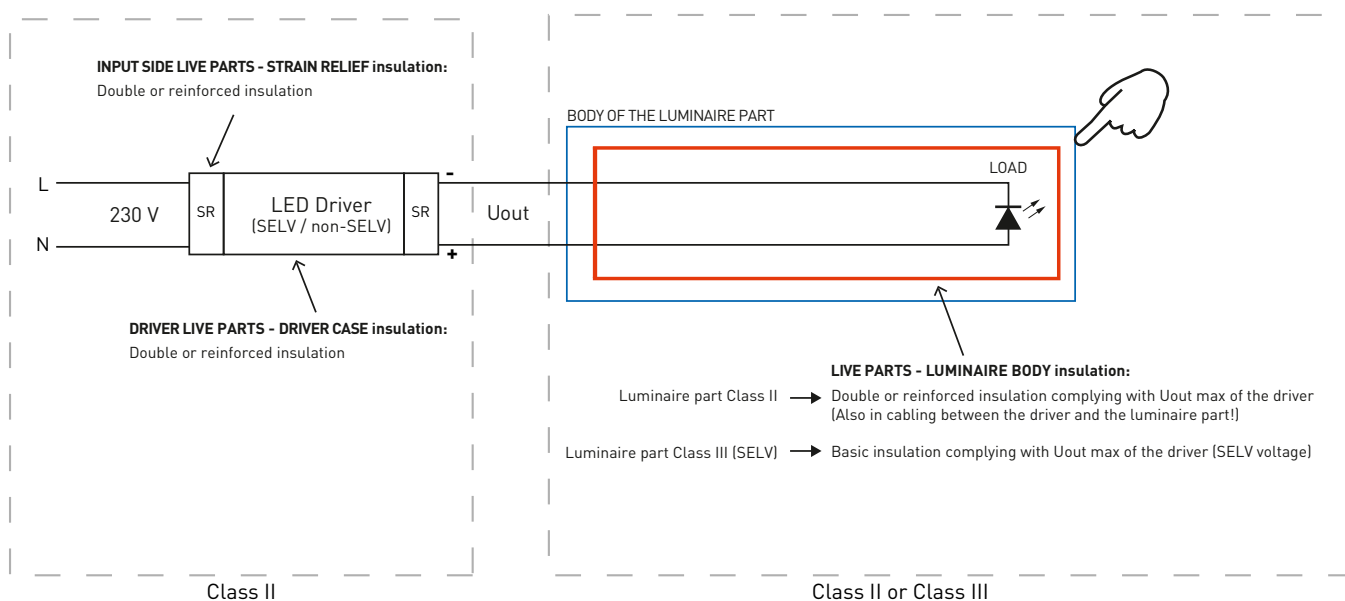 INPUT SIDE LIVE PARTS - STRAIN RELIEF insulation:
Double or reinforced insulation
BODY OF THE LUMINAIRE PART
L
230 V
N
SR
LED Driver
(SELV / non-SELV)
SR
-
+
Uout
LOAD
DRIVER LIVE PARTS - DRIVER CASE insulation:
Double or reinforced insulation
LIVE PARTS - LUMINAIRE BODY insulation:
Luminaire part Class II
Double or reinforced insulation complying with Uout max of the driver
(Also in cabling between the driver and the luminaire part!)
Luminaire part Class III (SELV)
Basic insulation complying with Uout max of the driver (SELV voltage)
Class II
Class II or Class III